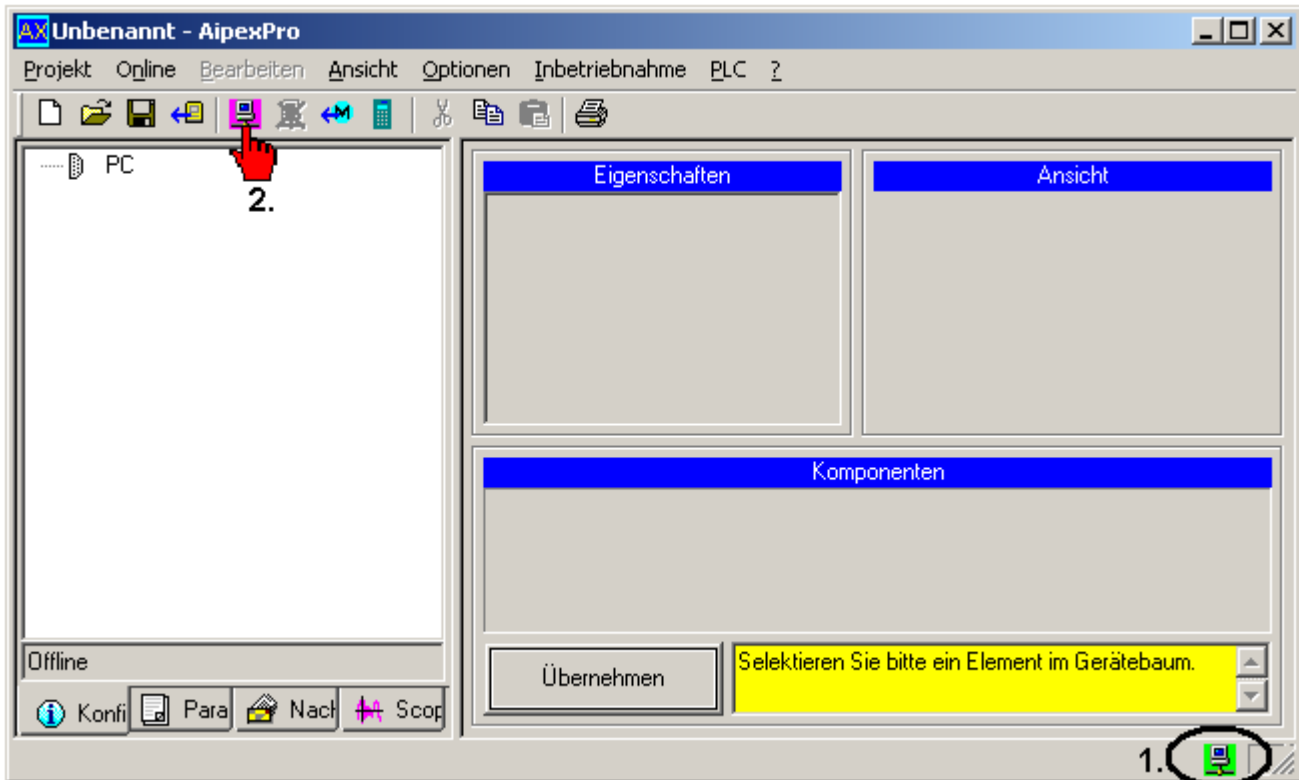 AX Unbenannt - AipexPro
Projekt Online Bearbeiten Ansicht Optionen Inbetriebnahme PLC ?
M
PC
2.
Eigenschaften
Ansicht
Komponenten
Offline
Übernehmen
Selektieren Sie bitte ein Element im Gerätebaum.
Konfi Para Nach Scop
1.